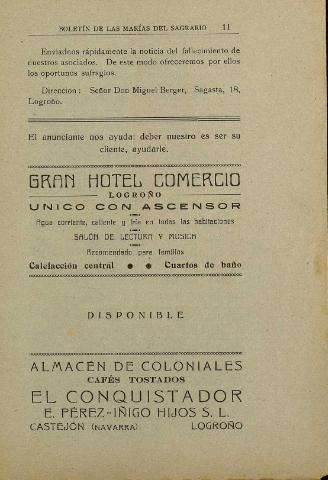 BOLETÍN DE LAS MARÍAS DEL SAGRARIO 11
Enviadnos rápidamente la noticia del fallecimiento de
nuestros asociados. De este modo ofreceremos por ellos
los oportunos sufragios.
Dirección: Señor Don Miguel Berger, Sagasta, 18,
Logroño.
El anunciante nos ayuda: deber nuestro es ser su
cliente, ayudarle.
GRAN HOTEL COMERCIO
LOGROÑO
UNICO CON ASCENSOR
Agua corriente, caliente y fría en todas las habitaciones
SALÓN DE LECTURA Y MUSICA
Recomendado para familias
Calefacción central ● ● Cuartos de baño
DISPONIBLE
ALMACÉN DE COLONIALES
CAFÉS TOSTADOS
EL CONQUISTADOR
E. PÉREZ-IÑIGO HIJOS S. L.
CASTEJÓN (NAVARRA) LOGROÑO